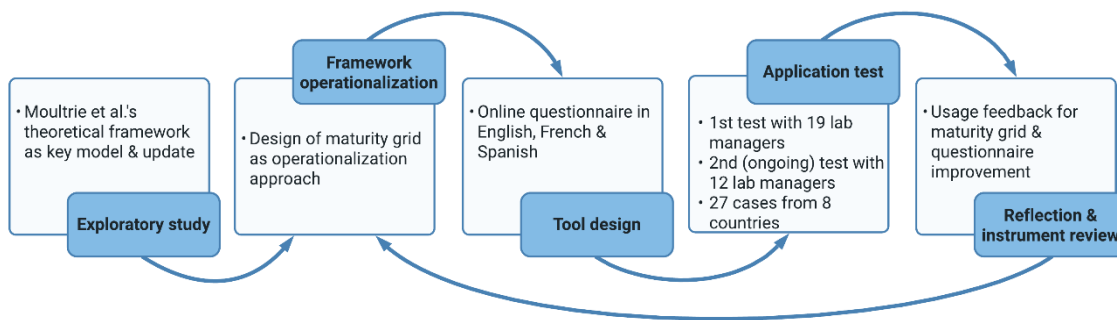 • Moultrie et al.'s
theoretical framework
as key model & update
Exploratory study
Framework
operationalization
• Design of maturity grid
as operationalization
approach
• Online questionnaire in
English, French &
Spanish
Tool design
Application test
• 1st test with 19 lab
managers
• 2nd (ongoing) test with
12 lab managers
• 27 cases from 8
countries
• Usage feedback for
maturity grid &
questionnaire
improvement
Reflection &
instrument review